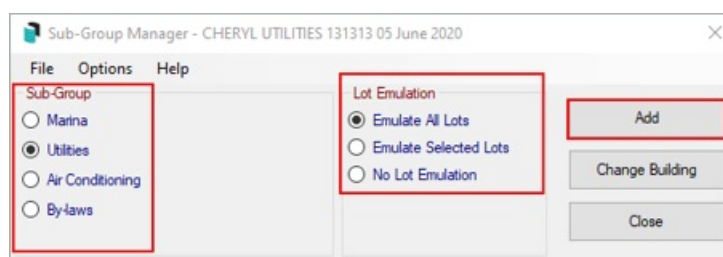 Sub-Group Manager - CHERYL UTILITIES 131313 05 June 2020
File Options Help
Sub-Group
Marina
Utilities
Air Conditioning
By-laws
Lot Emulation
Emulate All Lots
Emulate Selected Lots
No Lot Emulation
Add
Change Building
Close